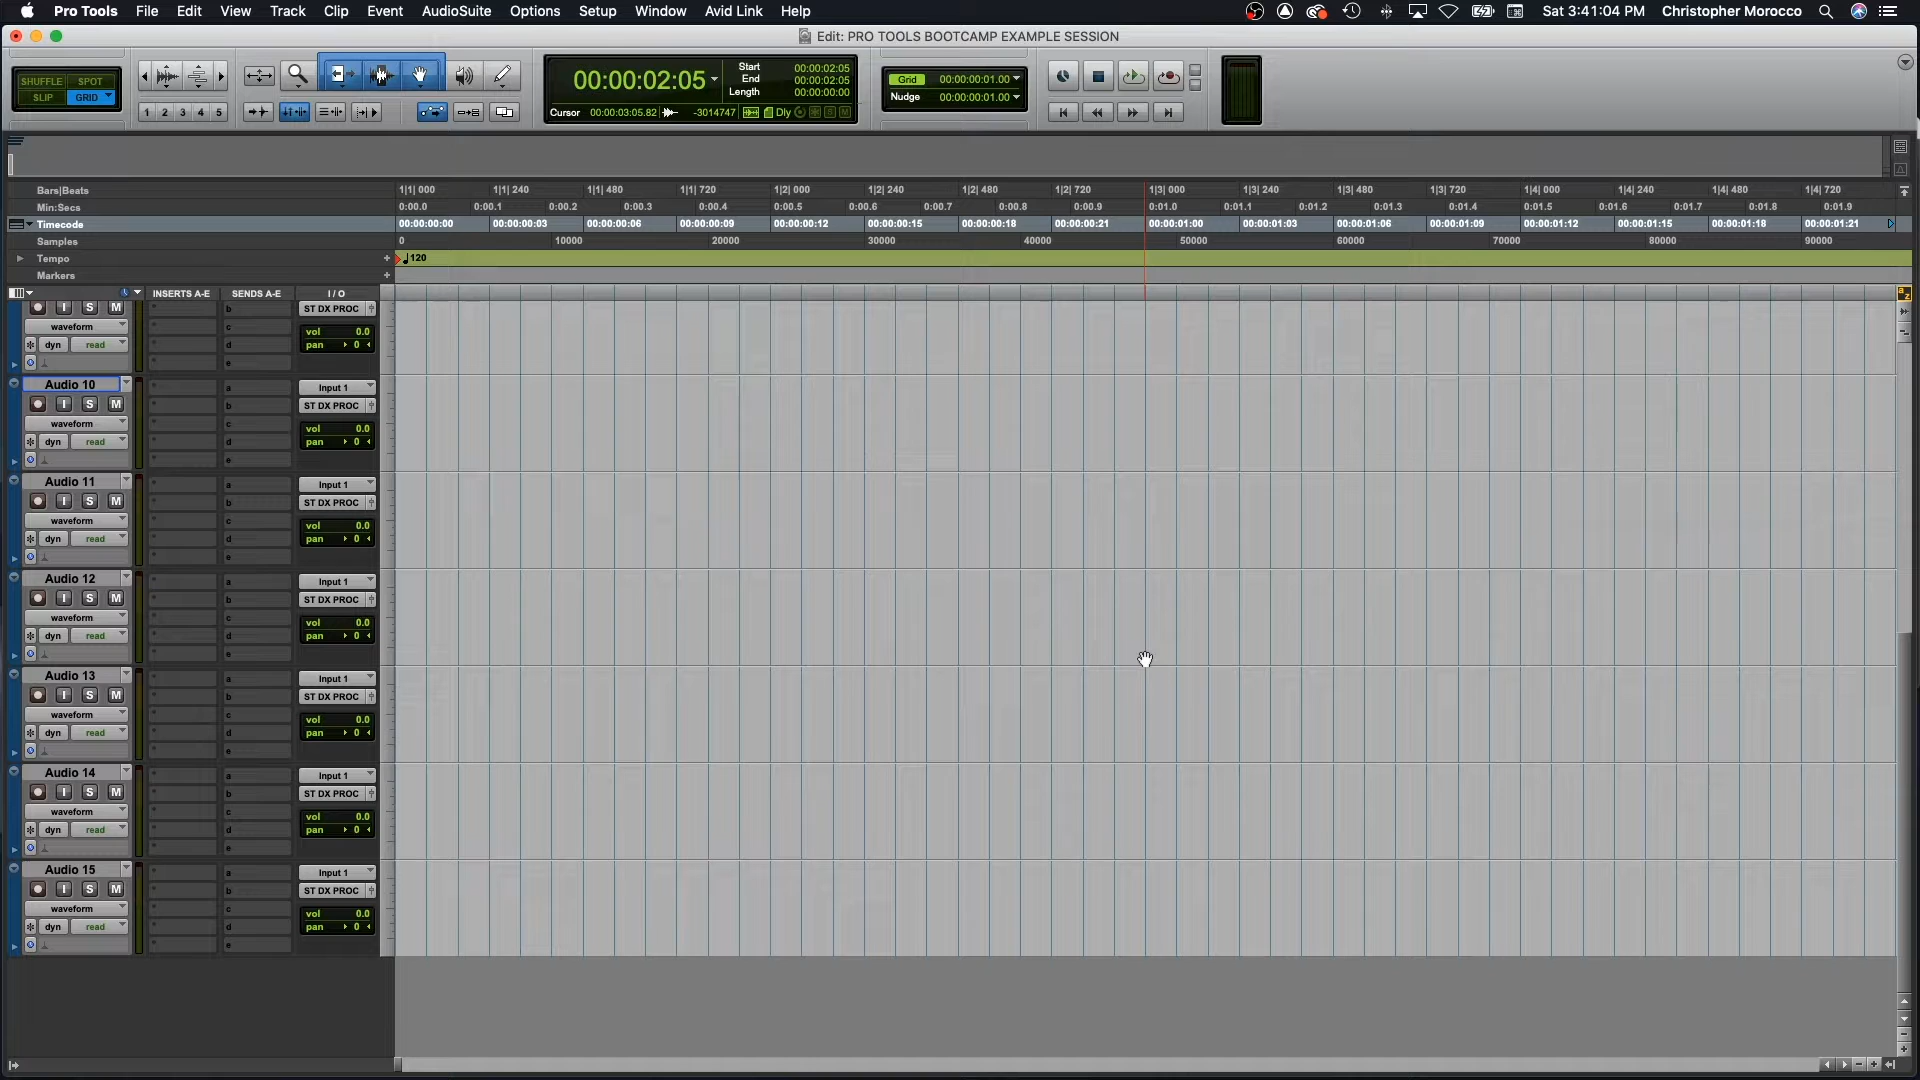 Pro Tools File Edit View Track Clip Event AudioSuite Options Setup Window Avid Link Help Sat 3:41:04 PM Christopher Morocco
Edit: PRO TOOLS BOOTCAMP EXAMPLE SESSION
SHUFFLE SPOT
SLIP GRID
1 2 3 4 5
00:00:02:05
Start 00:00:02:05
End 00:00:02:05
Length 00:00:00:00
Cursor 00:00:03:05.82 -3014747 Dly
Grid 00:00:00:01.00
Nudge 00:00:00:01.00
Bars|Beats 1|1| 000 1|1| 240 1|1| 480 1|1| 720 1|2| 000 1|2| 240 1|2| 480 1|2| 720 1|3| 000 1|3| 240 1|3| 480 1|3| 720 1|4| 000 1|4| 240 1|4| 480 1|4| 720
Min:Secs 0:00.0 0:00.1 0:00.2 0:00.3 0:00.4 0:00.5 0:00.6 0:00.7 0:00.8 0:00.9 0:01.0 0:01.1 0:01.2 0:01.3 0:01.4 0:01.5 0:01.6 0:01.7 0:01.8 0:01.9
Timecode 00:00:00:00 00:00:00:03 00:00:00:06 00:00:00:09 00:00:00:12 00:00:00:15 00:00:00:18 00:00:00:21 00:00:01:00 00:00:01:03 00:00:01:06 00:00:01:09 00:00:01:12 00:00:01:15 00:00:01:18 00:00:01:21
Samples 0 10000 20000 30000 40000 50000 60000 70000 80000 90000
Tempo + 120
Markers +
INSERTS A-E SENDS A-E I / O
I S M b ST DX PROC
waveform c vol 0.0
dyn read d pan 0
e
Audio 10 a Input 1
I S M b ST DX PROC
waveform c vol 0.0
dyn read d pan 0
e
Audio 11 a Input 1
I S M b ST DX PROC
waveform c vol 0.0
dyn read d pan 0
e
Audio 12 a Input 1
I S M b ST DX PROC
waveform c vol 0.0
dyn read d pan 0
e
Audio 13 a Input 1
I S M b ST DX PROC
waveform c vol 0.0
dyn read d pan 0
e
Audio 14 a Input 1
I S M b ST DX PROC
waveform c vol 0.0
dyn read d pan 0
e
Audio 15 a Input 1
I S M b ST DX PROC
waveform c vol 0.0
dyn read d pan 0
e